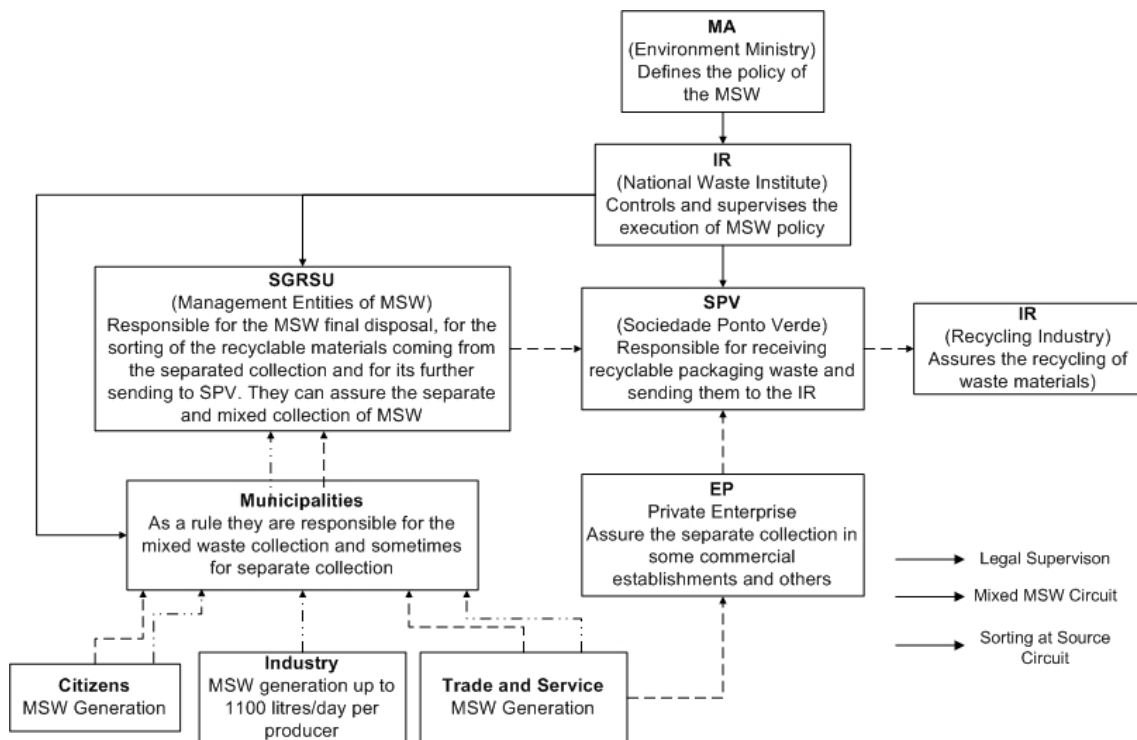 MA
(Environment Ministry)
Defines the policy of
the MSW
IR
(National Waste Institute)
Controls and supervises the
execution of MSW policy
SGRSU
(Management Entities of MSW)
Responsible for the MSW final disposal, for the
sorting of the recyclable materials coming from
the separated collection and for its further
sending to SPV. They can assure the separate
and mixed collection of MSW
SPV
(Sociedade Ponto Verde)
Responsible for receiving
recyclable packaging waste and
sending them to the IR
IR
(Recycling Industry)
Assures the recycling of
waste materials)
Municipalities
As a rule they are responsible for the
mixed waste collection and sometimes
for separate collection
EP
Private Enterprise
Assure the separate collection in
some commercial
establishments and others
Legal Supervison
Mixed MSW Circuit
Sorting at Source
Circuit
Citizens
MSW Generation
Industry
MSW generation up to
1100 litres/day per
producer
Trade and Service
MSW Generation